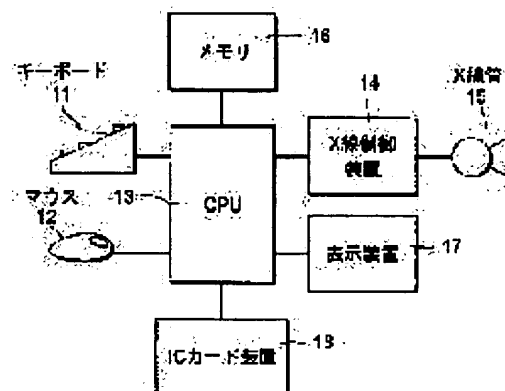 メモリ
16
キーボード
11
14
X線管
15
X線制御
装置
13
CPU
マウス
12
表示装置
17
ICカード装置
18